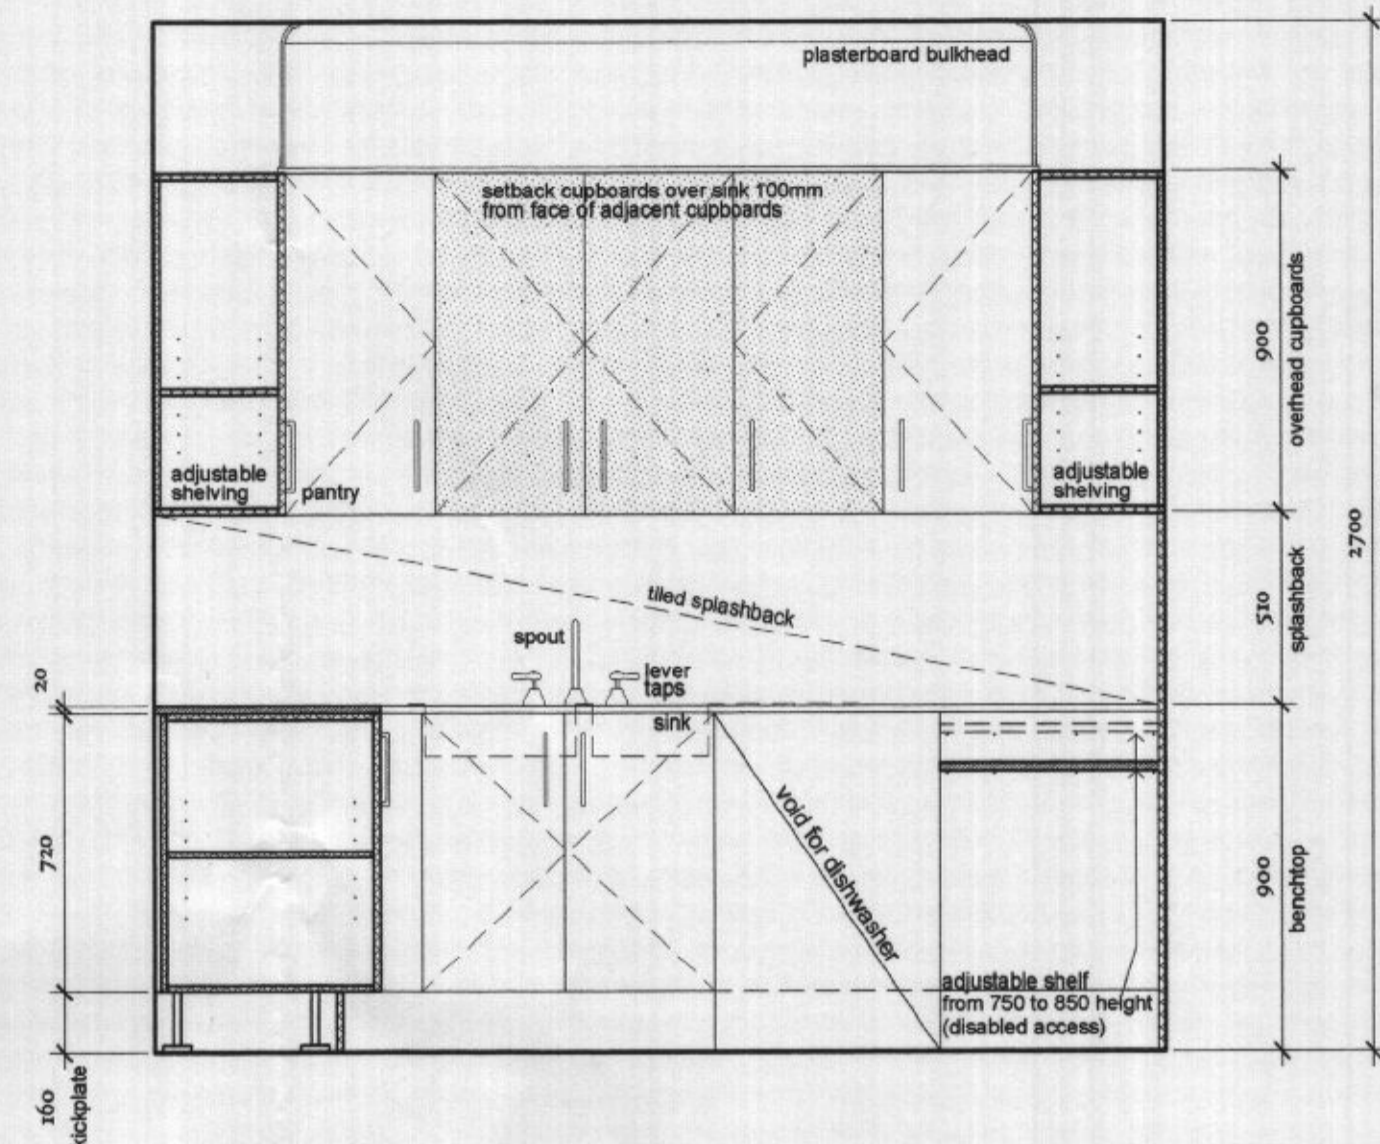 plasterboard bulkhead
setback cupboards over sink 100mm
from face of adjacent cupboards
adjustable
shelving
pantry
adjustable
shelving
900
overhead cupboards
tiled splashback
510
splashback
2700
spout
lever
taps
sink
20
720
void for dishwasher
900
benchtop
adjustable shelf
from 750 to 850 height
(disabled access)
160
kickplate